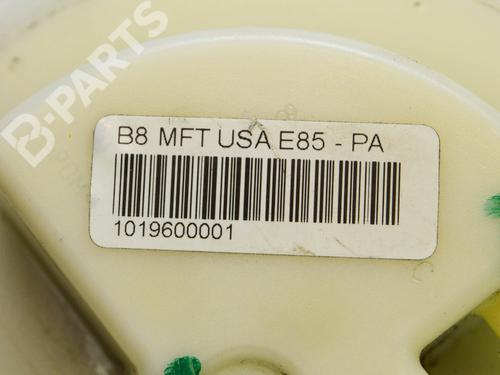 B-PARTS
B8 MFT USA E85 - PA
1019600001